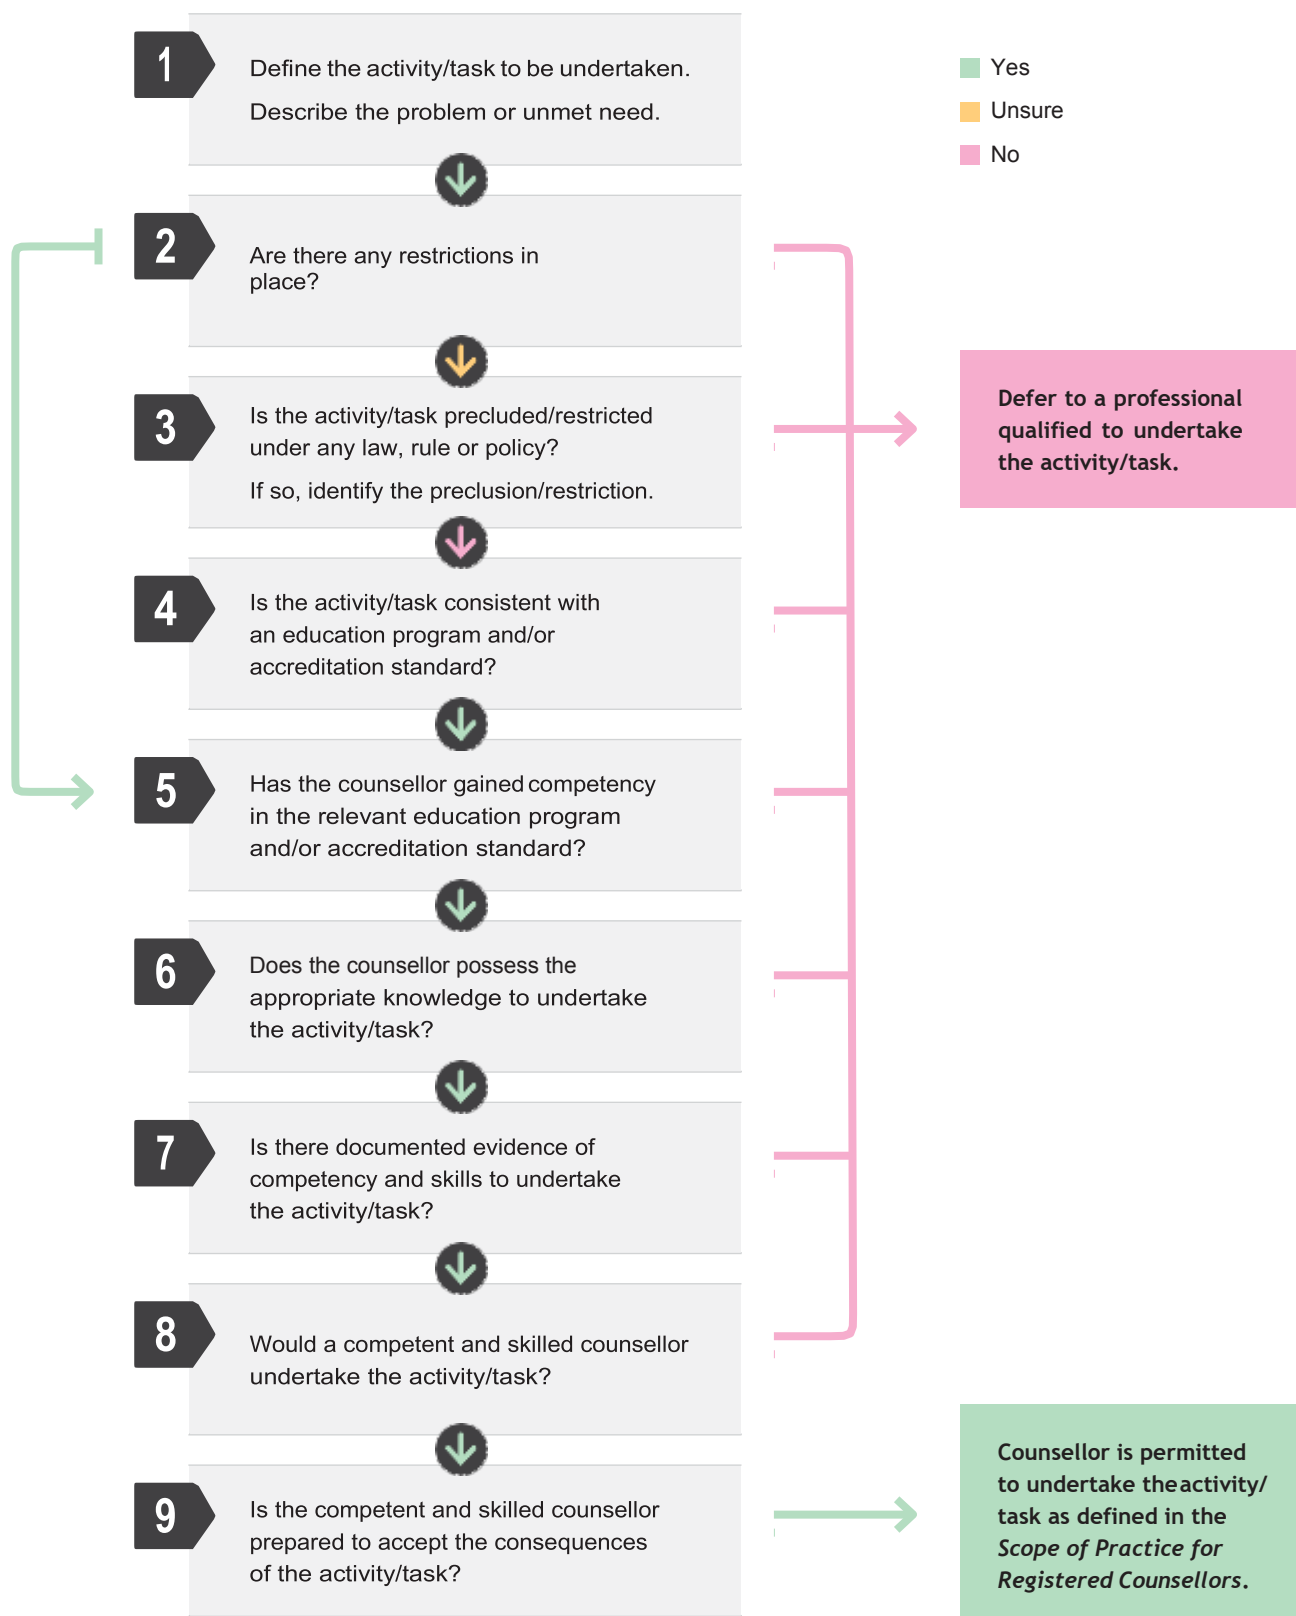 1
Define the activity/task to be undertaken.
Describe the problem or unmet need.
Yes
Unsure
No
2
Are there any restrictions in
place?
3
Is the activity/task precluded/restricted
under any law, rule or policy?
If so, identify the preclusion/restriction.
Defer to a professional
qualified to undertake
the activity/task.
4
Is the activity/task consistent with
an education program and/or
accreditation standard?
5
Has the counsellor gained competency
in the relevant education program
and/or accreditation standard?
6
Does the counsellor possess the
appropriate knowledge to undertake
the activity/task?
7
Is there documented evidence of
competency and skills to undertake
the activity/task?
8
Would a competent and skilled counsellor
undertake the activity/task?
9
Is the competent and skilled counsellor
prepared to accept the consequences
of the activity/task?
Counsellor is permitted
to undertake theactivity/
task as defined in the
Scope of Practice for
Registered Counsellors.